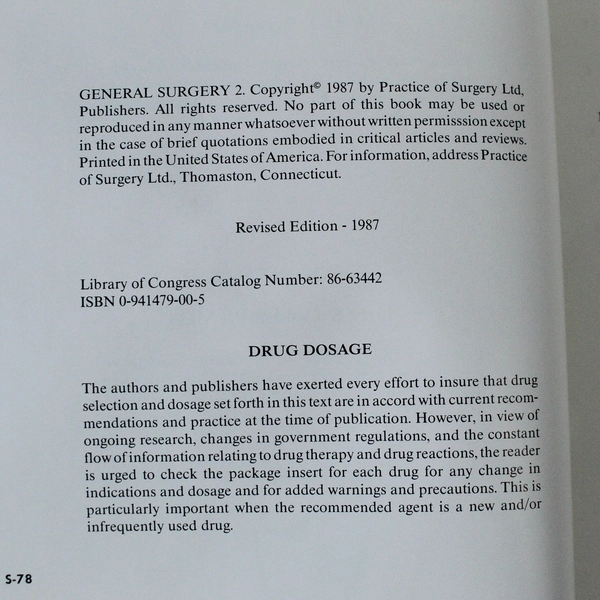 GENERAL SURGERY 2. Copyright© 1987 by Practice of Surgery Ltd,
Publishers. All rights reserved. No part of this book may be used or
reproduced in any manner whatsoever without written permisssion except
in the case of brief quotations embodied in critical articles and reviews.
Printed in the United States of America. For information, address Practice
of Surgery Ltd., Thomaston, Connecticut.
Revised Edition - 1987
Library of Congress Catalog Number: 86-63442
ISBN 0-941479-00-5
DRUG DOSAGE
The authors and publishers have exerted every effort to insure that drug
selection and dosage set forth in this text are in accord with current recom-
mendations and practice at the time of publication. However, in view of
ongoing research, changes in government regulations, and the constant
flow of information relating to drug therapy and drug reactions, the reader
is urged to check the package insert for each drug for any change in
indications and dosage and for added warnings and precautions. This is
particularly important when the recommended agent is a new and/or
infrequently used drug.
S-78